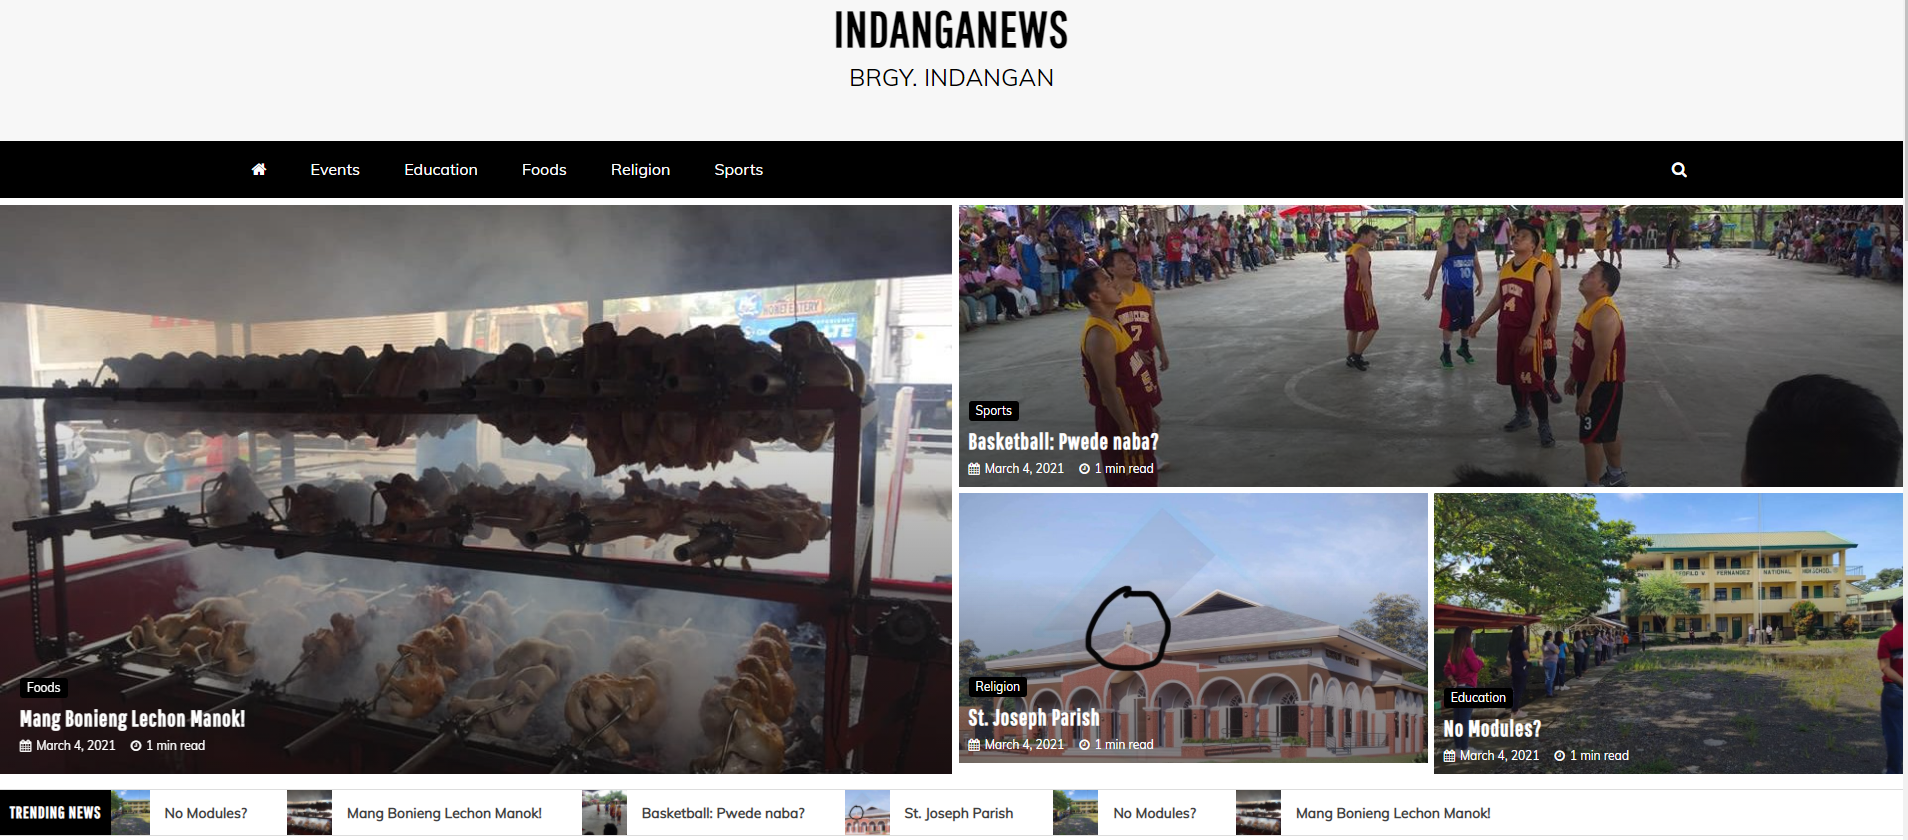 INDANGANEWS
BRGY. INDANGAN
Events Education Foods Religion Sports
Foods
Mang Bonieng Lechon Manok!
March 4, 2021 1 min read
Sports
Basketball: Pwede naba?
March 4, 2021 1 min read
Religion
St. Joseph Parish
March 4, 2021 1 min read
NATIONAL
FERNANDEZ
Education
No Modules?
March 4, 2021 1 min read
TRENDING NEWS No Modules? Mang Bonieng Lechon Manok! Basketball: Pwede naba? St. Joseph Parish No Modules? Mang Bonieng Lechon Manok!